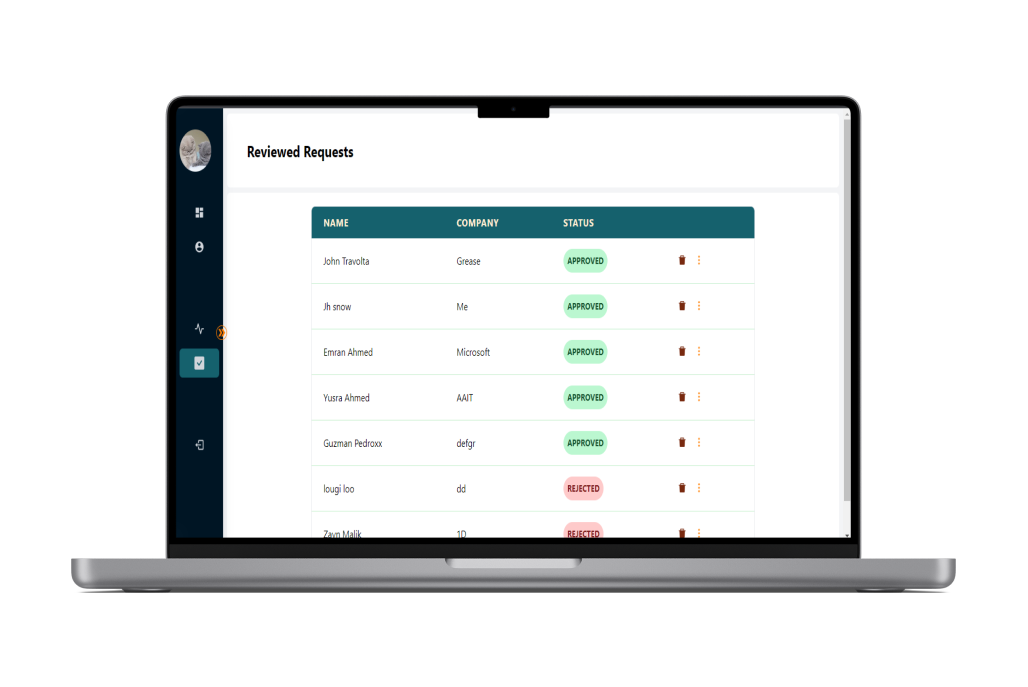 Reviewed Requests
NAME COMPANY STATUS
John Travolta Grease APPROVED
Jh snow Me APPROVED
Emran Ahmed Microsoft APPROVED
Yusra Ahmed AAIT APPROVED
Guzman Pedroxx defgr APPROVED
lougi loo dd REJECTED
Zayn Malik 1D REJECTED